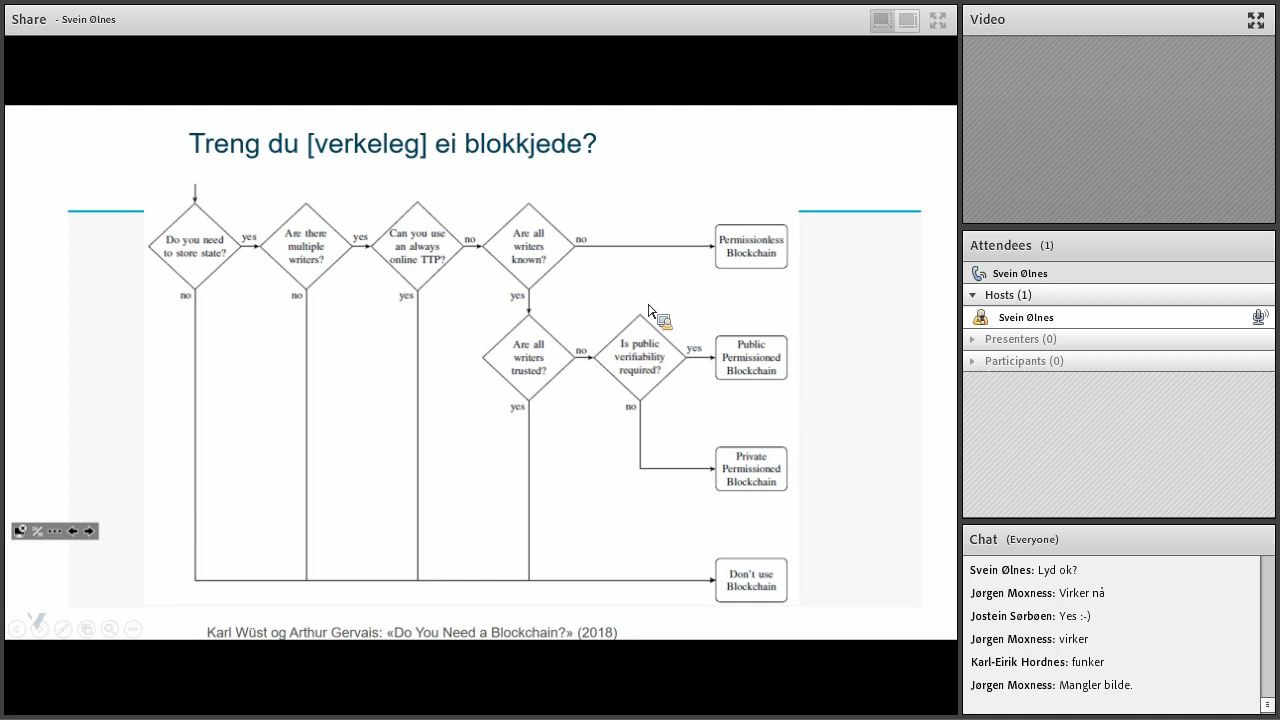 Share - Svein Ølnes
Treng du [verkeleg] ei blokkjede?
Do you need
to store state?
yes
no
Are there
multiple
writers?
yes
no
Can you use
an always
online TTP?
no
yes
Are all
writers
known?
no
yes
Permissionless
Blockchain
Are all
writers
trusted?
no
yes
Is public
verifiability
required?
yes
no
Public
Permissioned
Blockchain
Private
Permissioned
Blockchain
Don't use
Blockchain
Karl Wüst og Arthur Gervais: «Do You Need a Blockchain?» (2018)
Video
Attendees (1)
Svein Ølnes
Hosts (1)
Svein Ølnes
Presenters (0)
Participants (0)
Chat (Everyone)
Svein Ølnes: Lyd ok?
Jørgen Moxness: Virker nå
Jostein Sørbøen: Yes :-)
Jørgen Moxness: virker
Karl-Eirik Hordnes: funker
Jørgen Moxness: Mangler bilde.